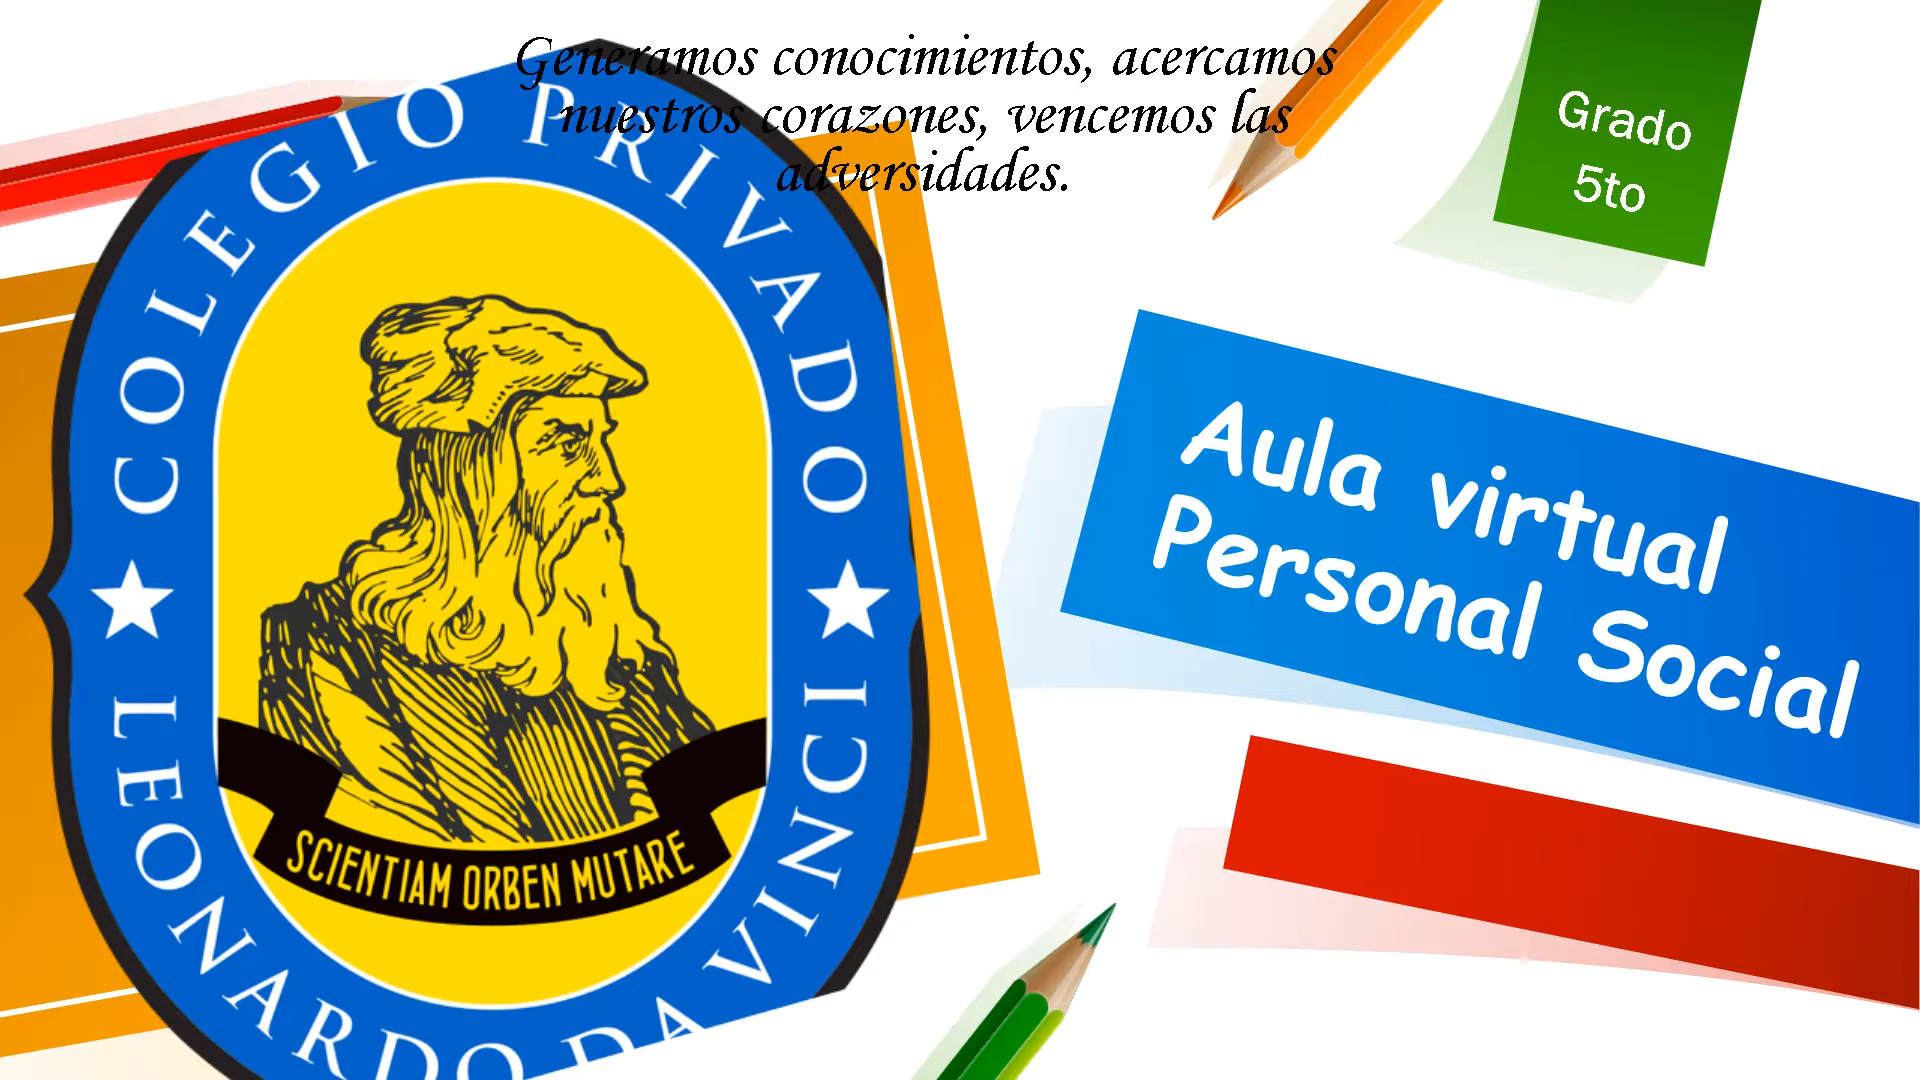 Generamos conocimientos, acercamos
nuestros corazones, vencemos las
adversidades.
Grado
5to
COLEGIO PRIVADO
LEONARDO DA VINCI
SCIENTIAM ORBEN MUTARE
Aula virtual
Personal Social